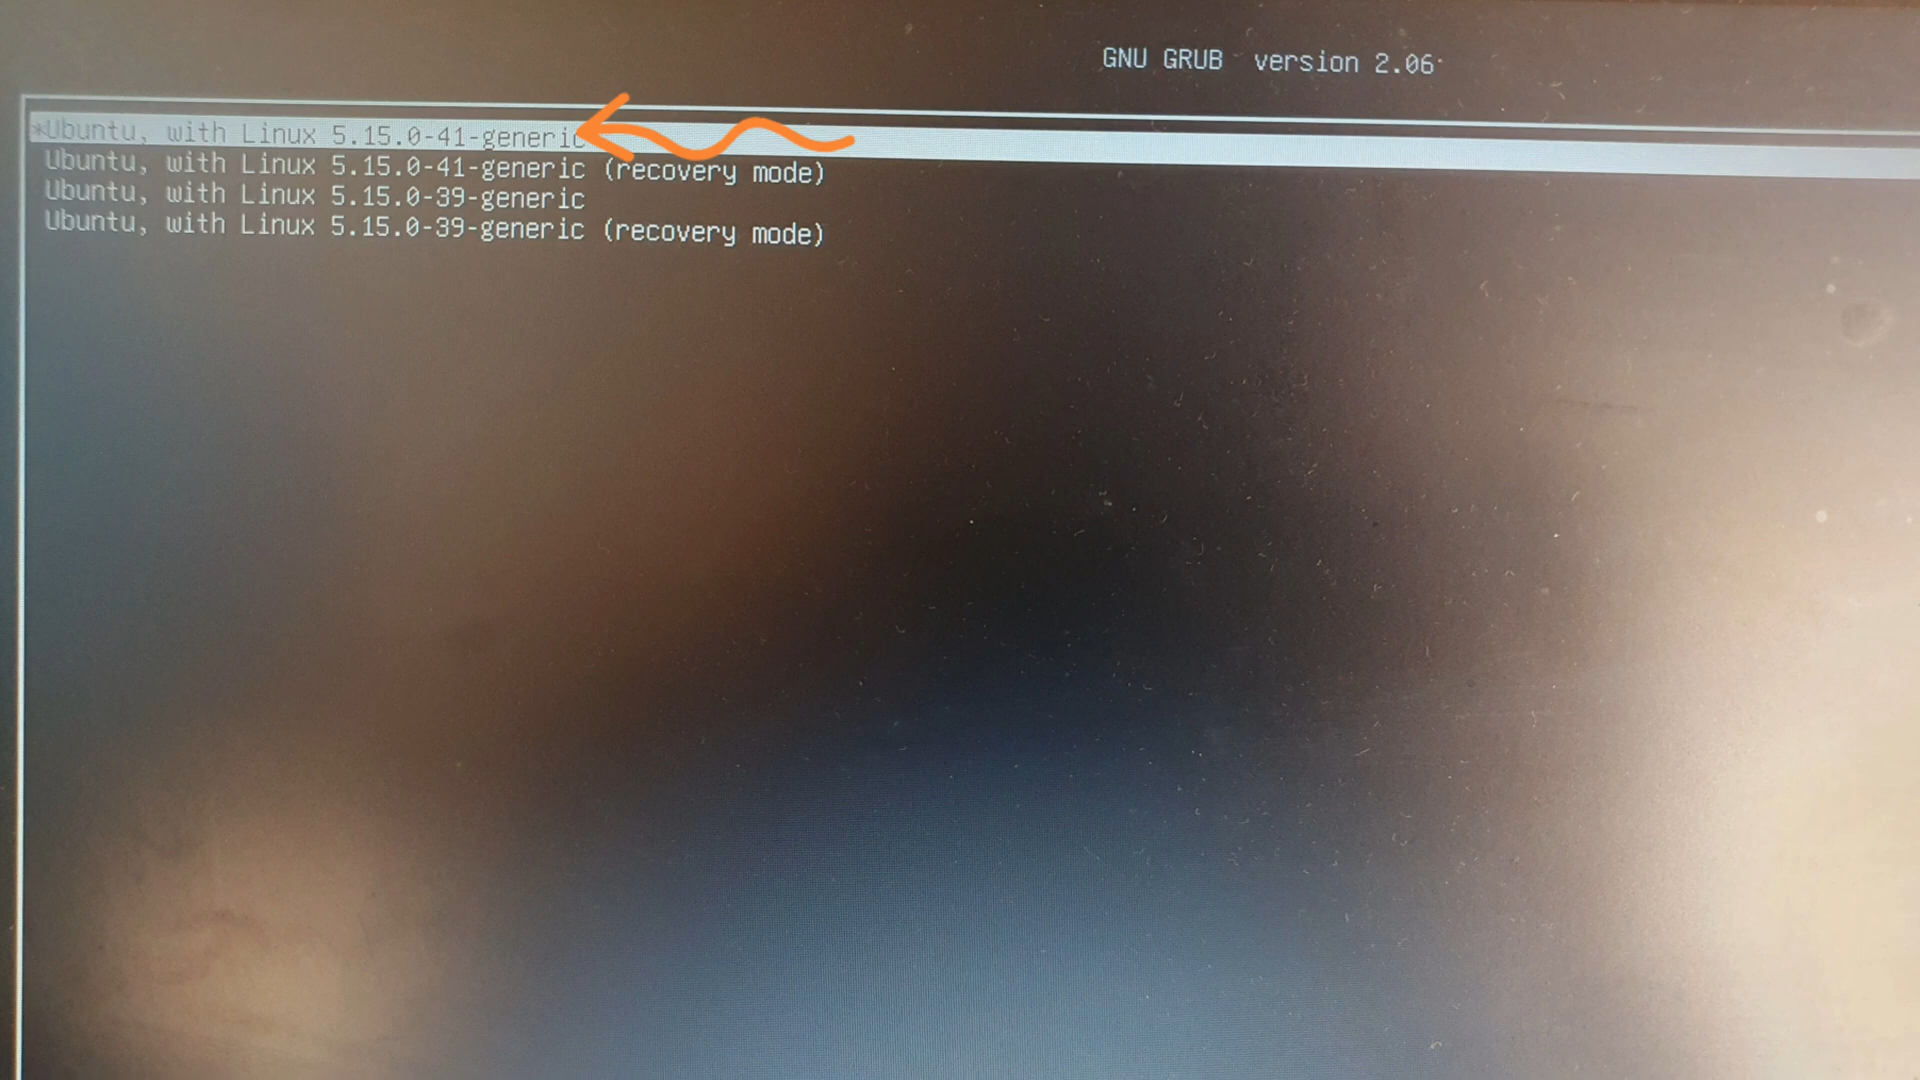 GNU GRUB  version 2.06
*Ubuntu, with Linux 5.15.0-41-generic
Ubuntu, with Linux 5.15.0-41-generic (recovery mode)
Ubuntu, with Linux 5.15.0-39-generic
Ubuntu, with Linux 5.15.0-39-generic (recovery mode)